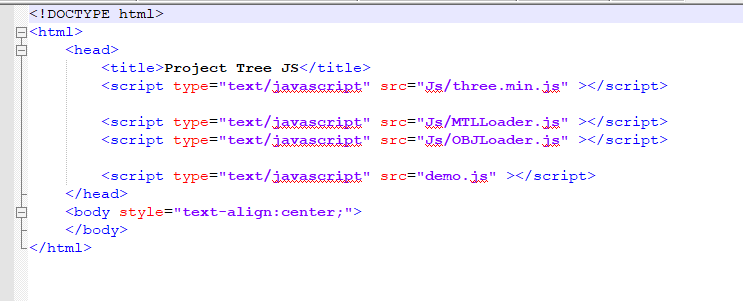 <!DOCTYPE html>
<html>
<head>
<title>Project Tree JS</title>
<script type="text/javascript" src="Js/three.min.js" ></script>
<script type="text/javascript" src="Js/MTLLoader.js" ></script>
<script type="text/javascript" src="Js/OBJLoader.js" ></script>
<script type="text/javascript" src="demo.js" ></script>
</head>
<body style="text-align:center;">
</body>
</html>